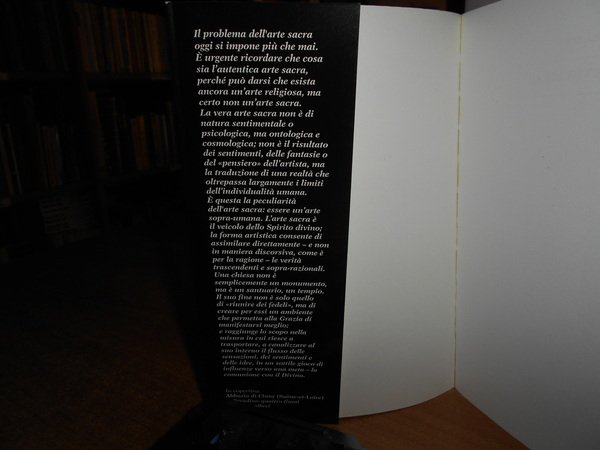 Il problema dell'arte sacra
oggi si impone più che mai.
È urgente ricordare che cosa
sia l'autentica arte sacra,
perché può darsi che esista
ancora un'arte religiosa, ma
certo non un'arte sacra.
La vera arte sacra non è di
natura sentimentale o
psicologica, ma ontologica e
cosmologica; non è il risultato
dei sentimenti, delle fantasie o
del «pensiero» dell'artista, ma
la traduzione di una realtà che
oltrepassa largamente i limiti
dell'individualità umana.
È questa la peculiarità
dell'arte sacra: essere un'arte
sopra-umana. L'arte sacra è
il veicolo dello Spirito divino;
la forma artistica consente di
assimilare direttamente – e non
in maniera discorsiva, come è
per la ragione – le verità
trascendenti e sopra-razionali.
Una chiesa non è
semplicemente un monumento,
ma è un santuario, un tempio.
Il suo fine non è solo quello
di «riunire dei fedeli», ma di
creare per essi un ambiente
che permetta alla Grazia di
manifestarsi meglio;
e raggiunge lo scopo nella
misura in cui riesce a
trasportare, a canalizzare al
suo interno il flusso delle
sensazioni, dei sentimenti e
delle idee, in un sottile gioco di
influenze verso una meta – la
comunione con il Divino.
In copertina:
Abbazia di Cluny (Saône-et-Loire)